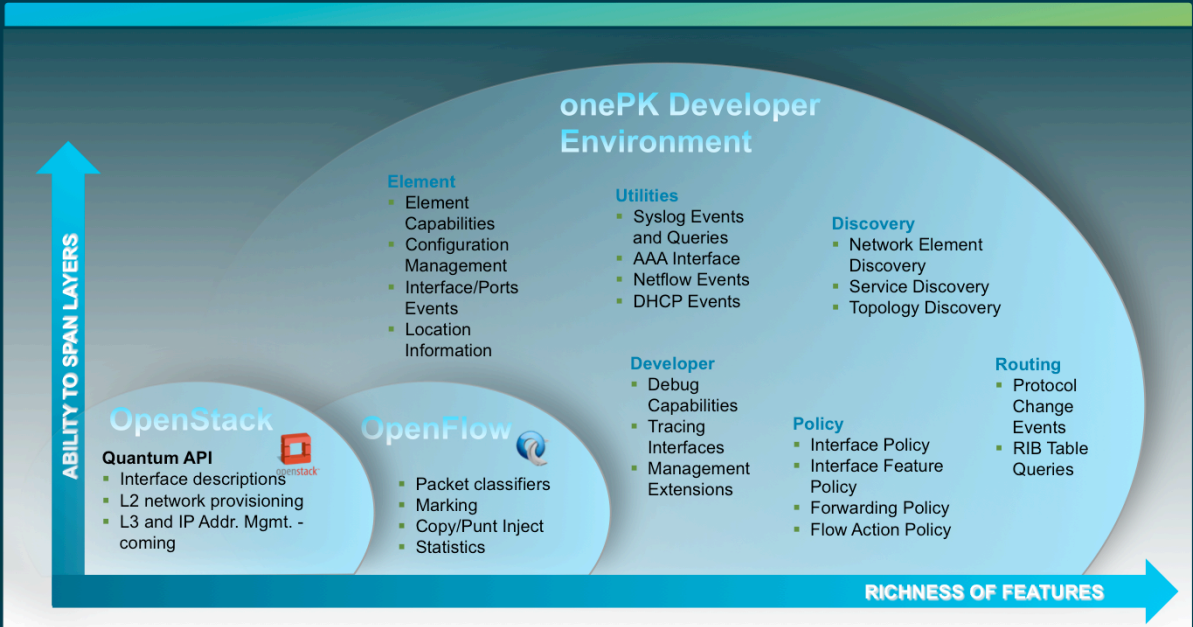 onePK Developer
Environment
Element
Element
Capabilities
Configuration
Management
Interface/Ports
Events
Location
Information
Utilities
Syslog Events
and Queries
AAA Interface
Netflow Events
DHCP Events
Discovery
Network Element
Discovery
Service Discovery
Topology Discovery
Developer
Debug
Capabilities
Tracing
Interfaces
Management
Extensions
Policy
Interface Policy
Interface Feature
Policy
Forwarding Policy
Flow Action Policy
Routing
Protocol
Change
Events
RIB Table
Queries
OpenStack
openstack
Quantum API
Interface descriptions
L2 network provisioning
L3 and IP Addr. Mgmt. -
coming
OpenFlow
Packet classifiers
Marking
Copy/Punt Inject
Statistics
ABILITY TO SPAN LAYERS
RICHNESS OF FEATURES